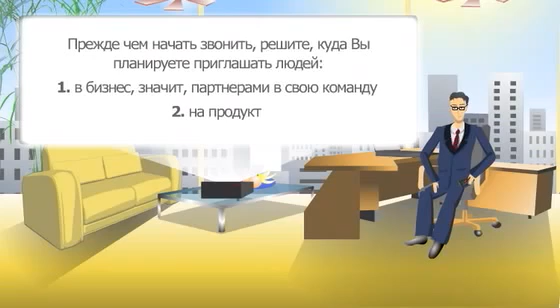 Прежде чем начать звонить, решите, куда Вы
планируете приглашать людей:
1. в бизнес, значит, партнерами в свою команду
2. на продукт